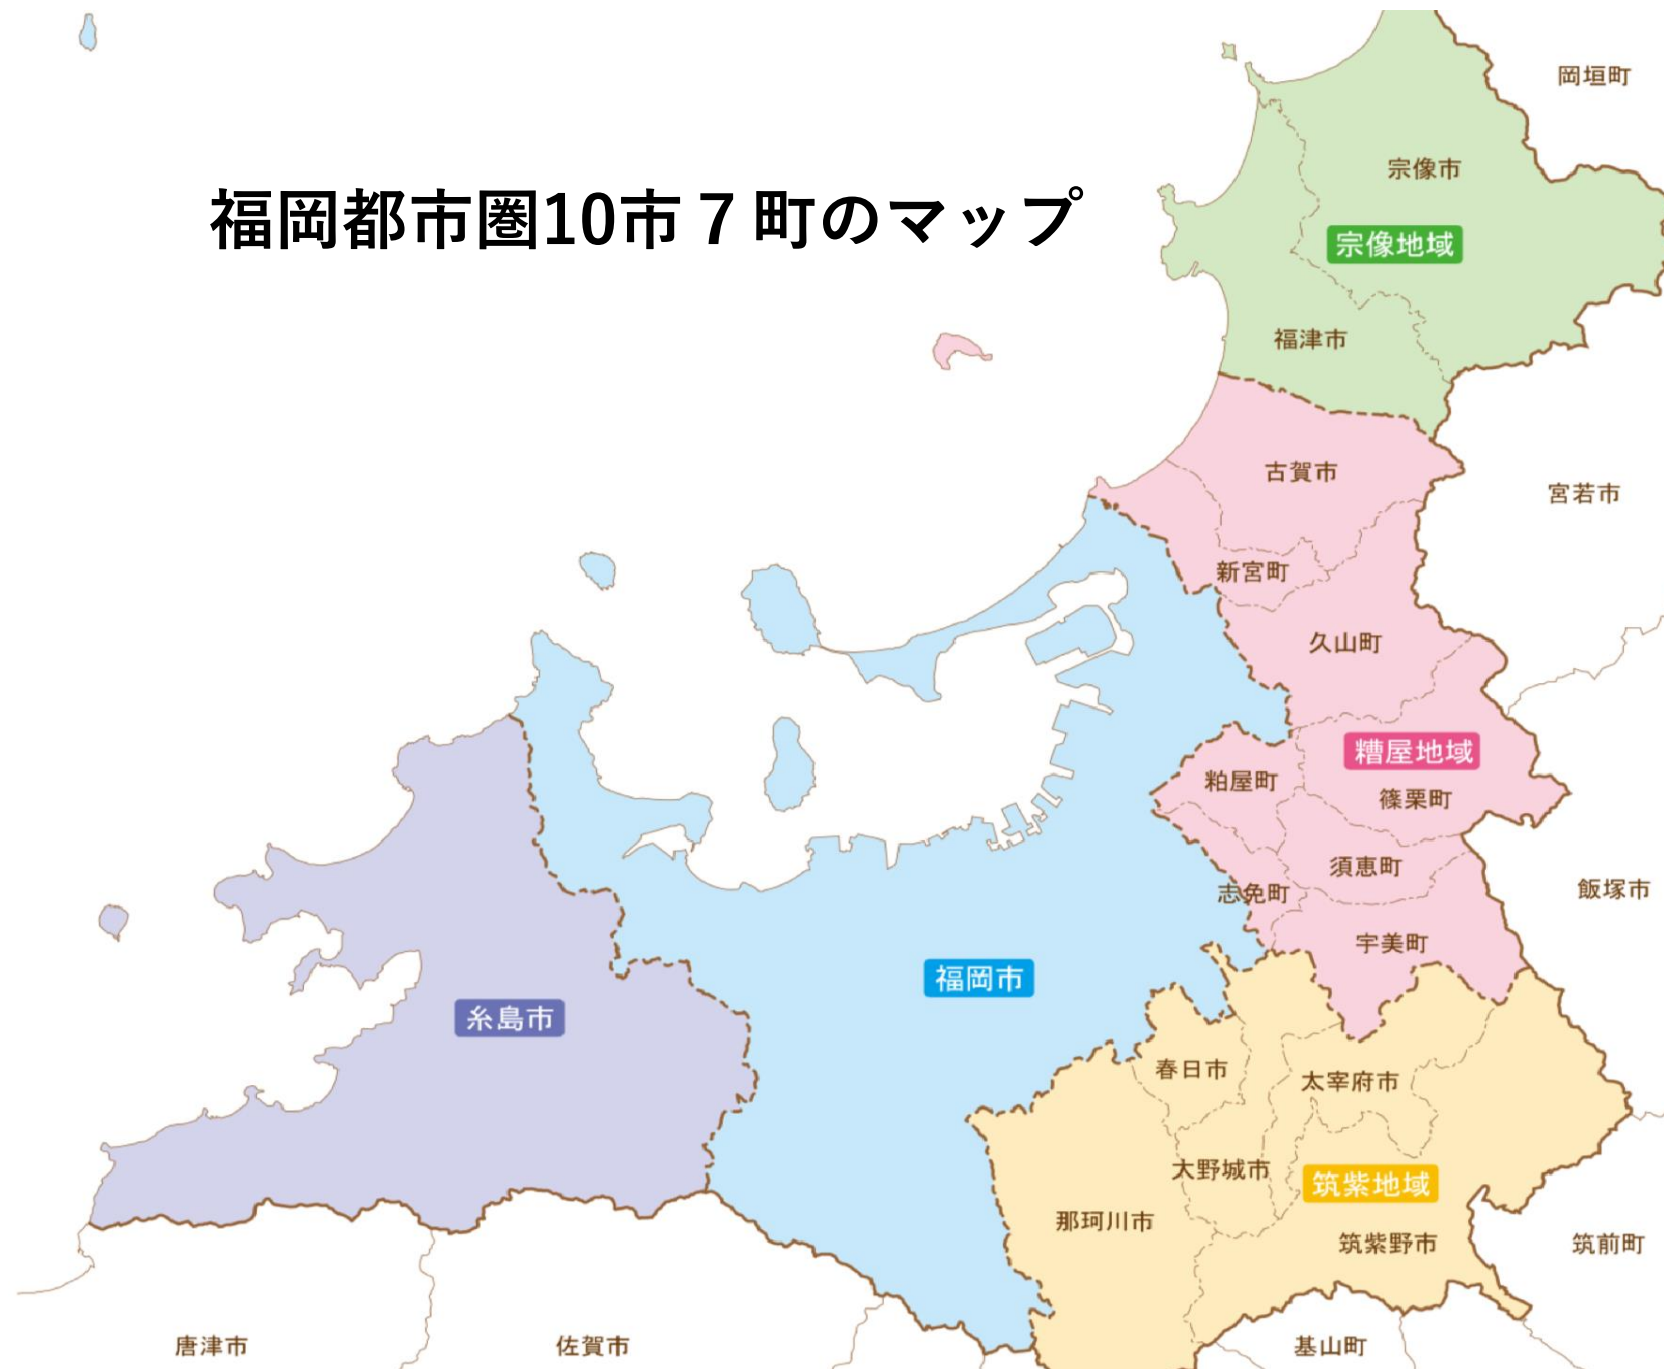 岡垣町
宗像市
福岡都市圏10市７町のマップ
宗像地域
福津市
古賀市
宮若市
新宮町
久山町
糟屋地域
粕屋町
篠栗町
須恵町
志免町
飯塚市
宇美町
福岡市
糸島市
春日市
太宰府市
大野城市
筑紫地域
那珂川市
筑紫野市
筑前町
唐津市
佐賀市
基山町